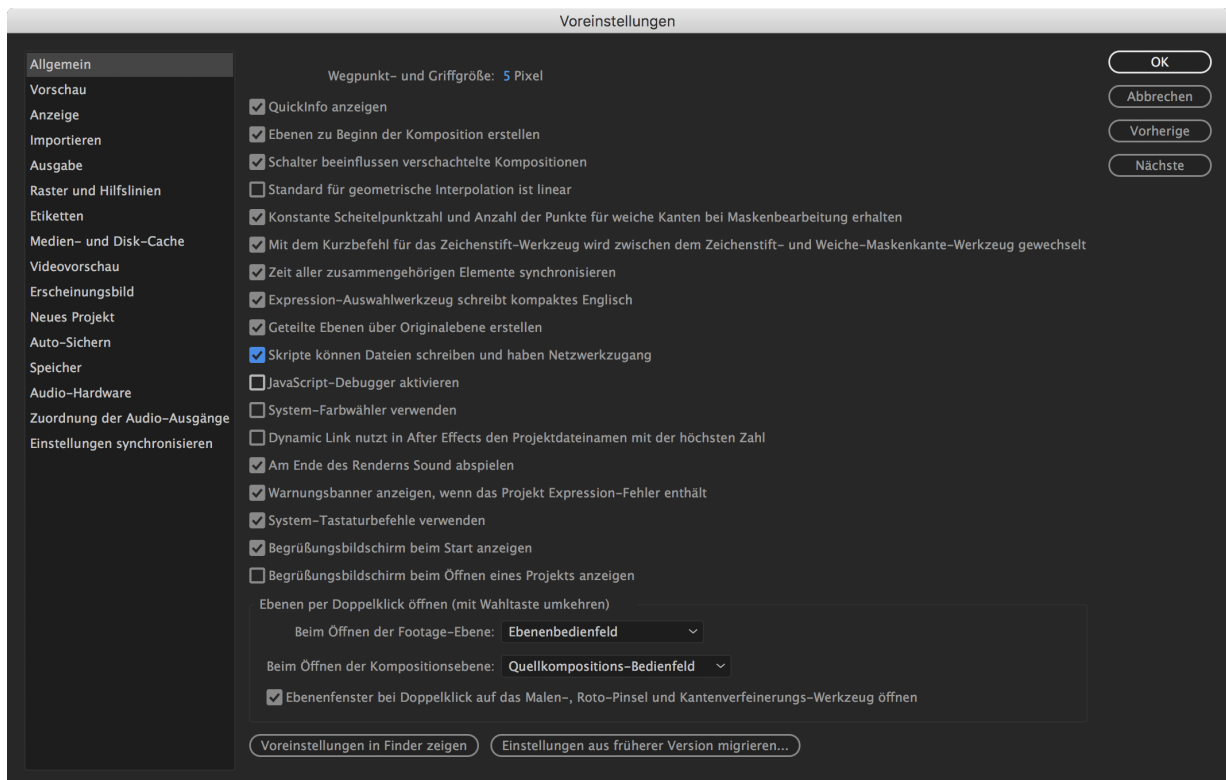 Voreinstellungen
Allgemein
Vorschau
Anzeige
Importieren
Ausgabe
Raster und Hilfslinien
Etiketten
Medien- und Disk-Cache
Videovorschau
Erscheinungsbild
Neues Projekt
Auto-Sichern
Speicher
Audio-Hardware
Zuordnung der Audio-Ausgänge
Einstellungen synchronisieren
Wegpunkt- und Griffgröße: 5 Pixel
QuickInfo anzeigen
Ebenen zu Beginn der Komposition erstellen
Schalter beeinflussen verschachtelte Kompositionen
Standard für geometrische Interpolation ist linear
Konstante Scheitelpunktzahl und Anzahl der Punkte für weiche Kanten bei Maskenbearbeitung erhalten
Mit dem Kurzbefehl für das Zeichenstift-Werkzeug wird zwischen dem Zeichenstift- und Weiche-Maskenkante-Werkzeug gewechselt
Zeit aller zusammengehörigen Elemente synchronisieren
Expression-Auswahlwerkzeug schreibt kompaktes Englisch
Geteilte Ebenen über Originalebene erstellen
Skripte können Dateien schreiben und haben Netzwerkzugang
JavaScript-Debugger aktivieren
System-Farbwähler verwenden
Dynamic Link nutzt in After Effects den Projektdateinamen mit der höchsten Zahl
Am Ende des Renderns Sound abspielen
Warnungsbanner anzeigen, wenn das Projekt Expression-Fehler enthält
System-Tastaturbefehle verwenden
Begrüßungsbildschirm beim Start anzeigen
Begrüßungsbildschirm beim Öffnen eines Projekts anzeigen
Ebenen per Doppelklick öffnen (mit Wahltaste umkehren)
Beim Öffnen der Footage-Ebene: Ebenenbedienfeld
Beim Öffnen der Kompositionsebene: Quellkompositions-Bedienfeld
Ebenenfenster bei Doppelklick auf das Malen-, Roto-Pinsel und Kantenverfeinerungs-Werkzeug öffnen
Voreinstellungen in Finder zeigen Einstellungen aus früherer Version migrieren...
OK
Abbrechen
Vorherige
Nächste